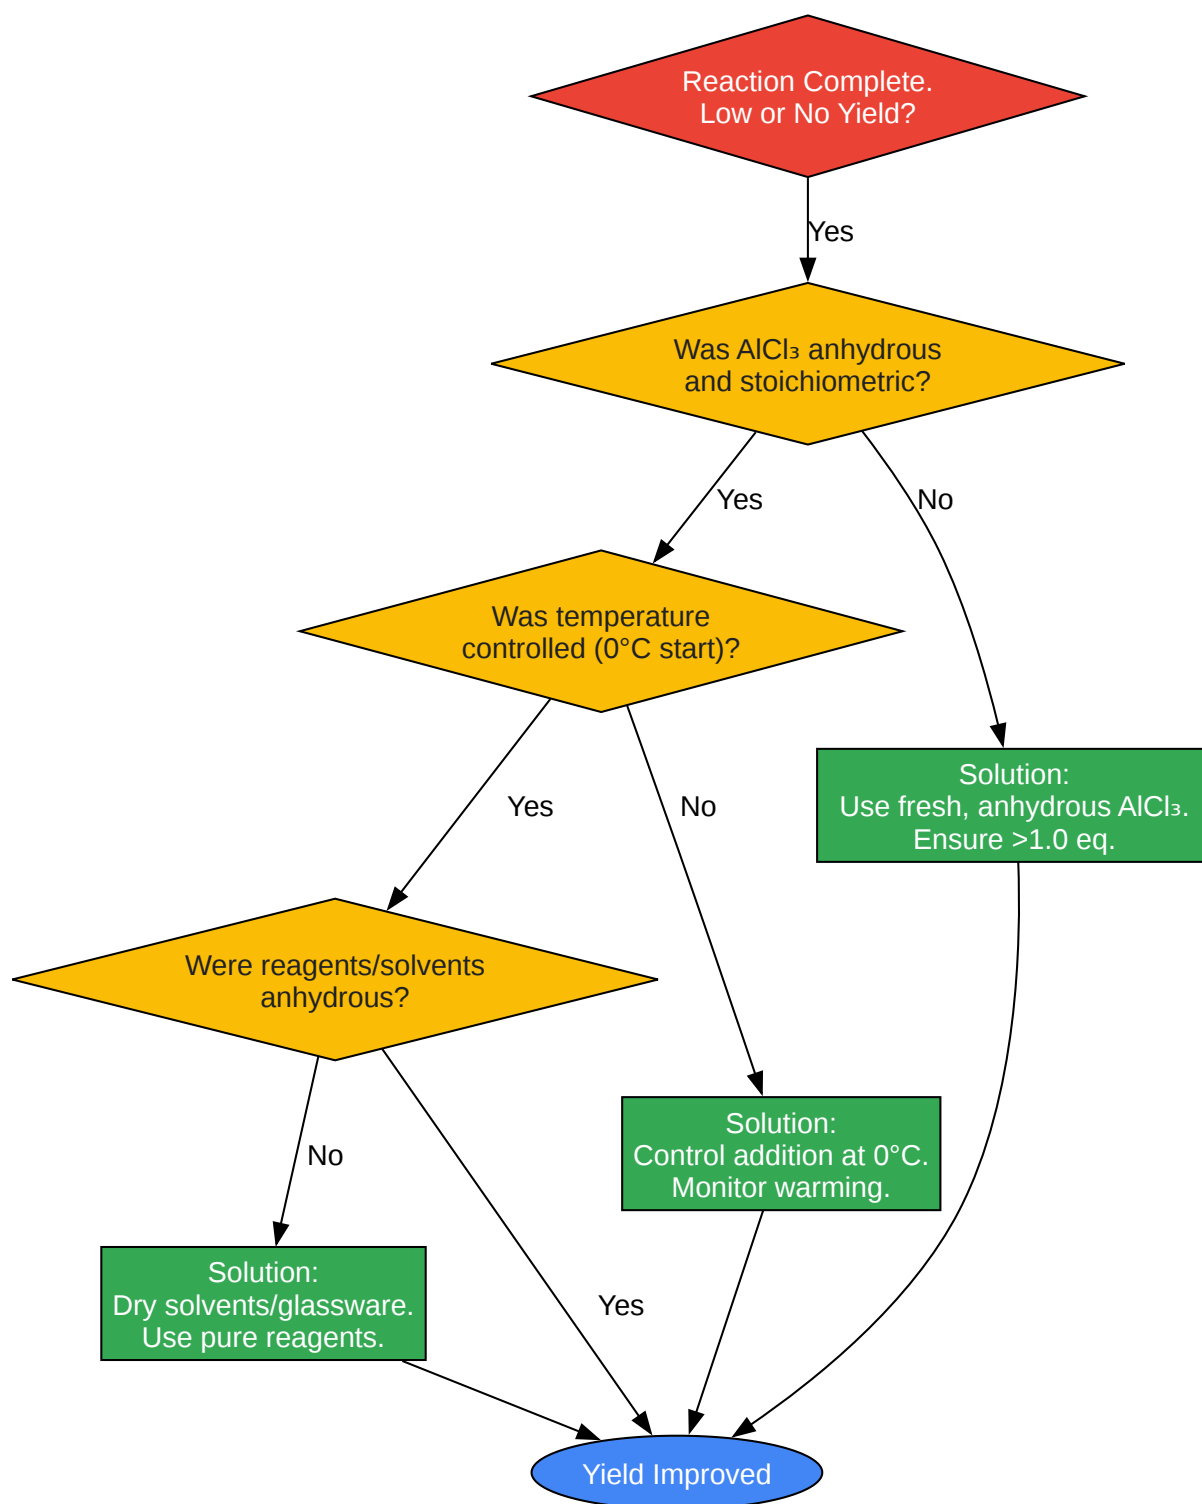 Reaction Complete.
Low or No Yield?
Yes
Was AlCl₃ anhydrous
and stoichiometric?
Yes
No
Was temperature
controlled (0°C start)?
Solution:
Use fresh, anhydrous AlCl₃.
Ensure >1.0 eq.
Yes
No
Were reagents/solvents
anhydrous?
Solution:
Control addition at 0°C.
Monitor warming.
No
Solution:
Dry solvents/glassware.
Use pure reagents.
Yes
Yield Improved